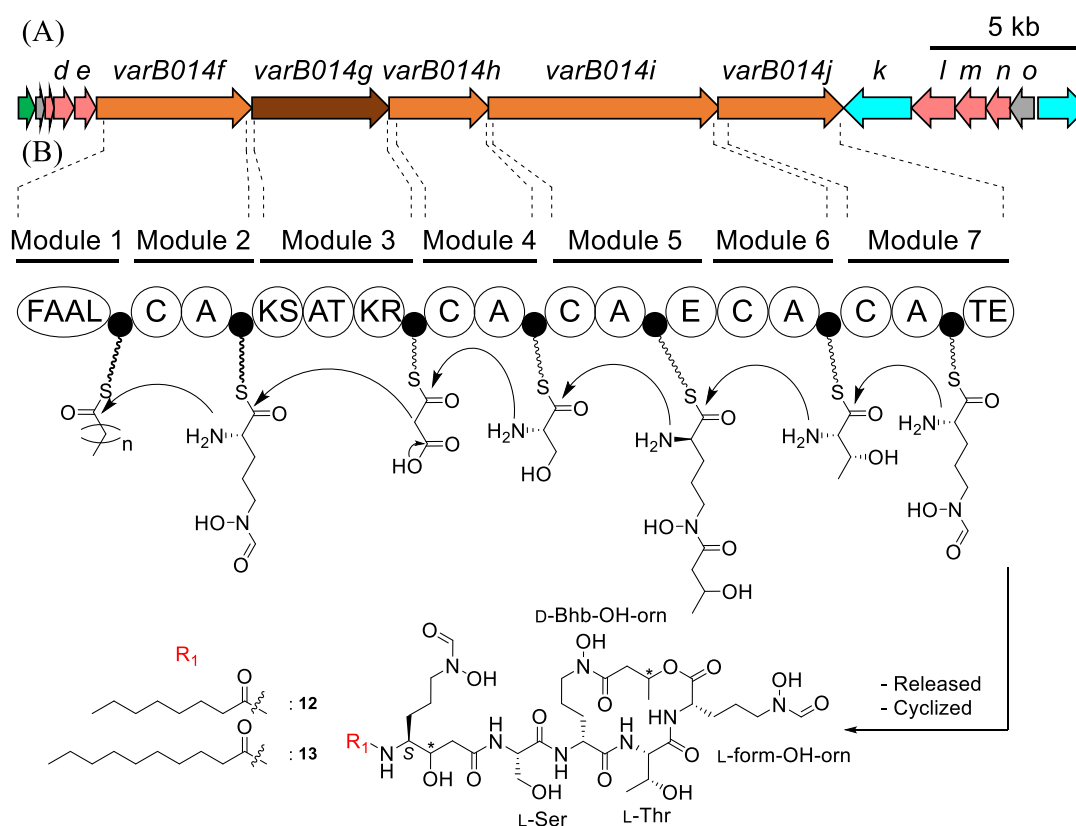 (A)
5 kb
d e varB014f varB014g varB014h varB014i varB014j k l m n o
(B)
Module 1 Module 2 Module 3 Module 4 Module 5 Module 6 Module 7
FAAL C A KS AT KR C A C A E C A C A TE
S S S S S S S
O O O O O O O
n H2N O HO H2N H2N H2N H2N
HO OH
HO N HO N O HO N
O OH O
D-Bhb-OH-orn
R1
O N OH
OH N O * O O
OH N O
- Released
- Cyclized
O : 12
O : 13
R1 N H S * OH O H N O N H O H N O HN
L-form-OH-orn
OH OH
L-Ser L-Thr